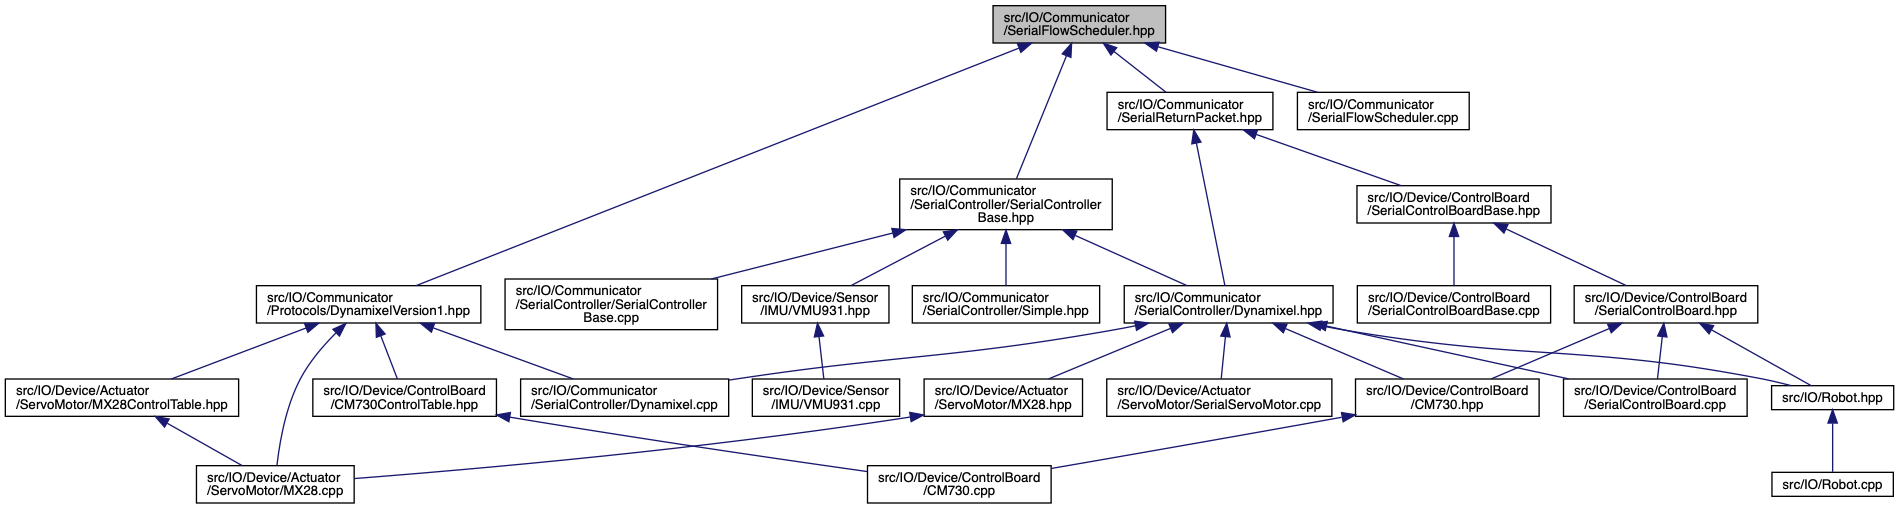 src/IO/Communicator
/SerialFlowScheduler.hpp
src/IO/Communicator
/SerialReturnPacket.hpp
src/IO/Communicator
/SerialFlowScheduler.cpp
src/IO/Communicator
/SerialController/SerialController
Base.hpp
src/IO/Device/ControlBoard
/SerialControlBoardBase.hpp
src/IO/Communicator
/Protocols/DynamixelVersion1.hpp
src/IO/Communicator
/SerialController/SerialController
Base.cpp
src/IO/Device/Sensor
/IMU/VMU931.hpp
src/IO/Communicator
/SerialController/Simple.hpp
src/IO/Communicator
/SerialController/Dynamixel.hpp
src/IO/Device/ControlBoard
/SerialControlBoardBase.cpp
src/IO/Device/ControlBoard
/SerialControlBoard.hpp
src/IO/Device/Actuator
/ServoMotor/MX28ControlTable.hpp
src/IO/Device/ControlBoard
/CM730ControlTable.hpp
src/IO/Communicator
/SerialController/Dynamixel.cpp
src/IO/Device/Sensor
/IMU/VMU931.cpp
src/IO/Device/Actuator
/ServoMotor/MX28.hpp
src/IO/Device/Actuator
/ServoMotor/SerialServoMotor.cpp
src/IO/Device/ControlBoard
/CM730.hpp
src/IO/Device/ControlBoard
/SerialControlBoard.cpp
src/IO/Robot.hpp
src/IO/Device/Actuator
/ServoMotor/MX28.cpp
src/IO/Device/ControlBoard
/CM730.cpp
src/IO/Robot.cpp